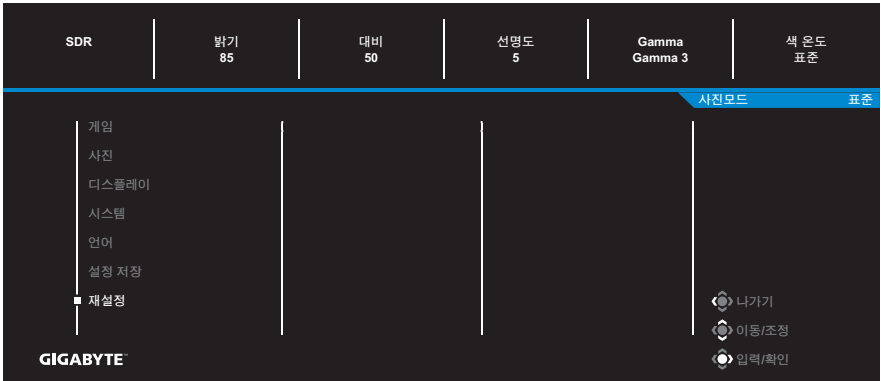 SDR
밝기
85
대비
50
선명도
5
Gamma
Gamma 3
색 온도
표준
사진모드 표준
게임
사진
디스플레이
시스템
언어
설정 저장
재설정
나가기
이동/조정
입력/확인
GIGABYTE™